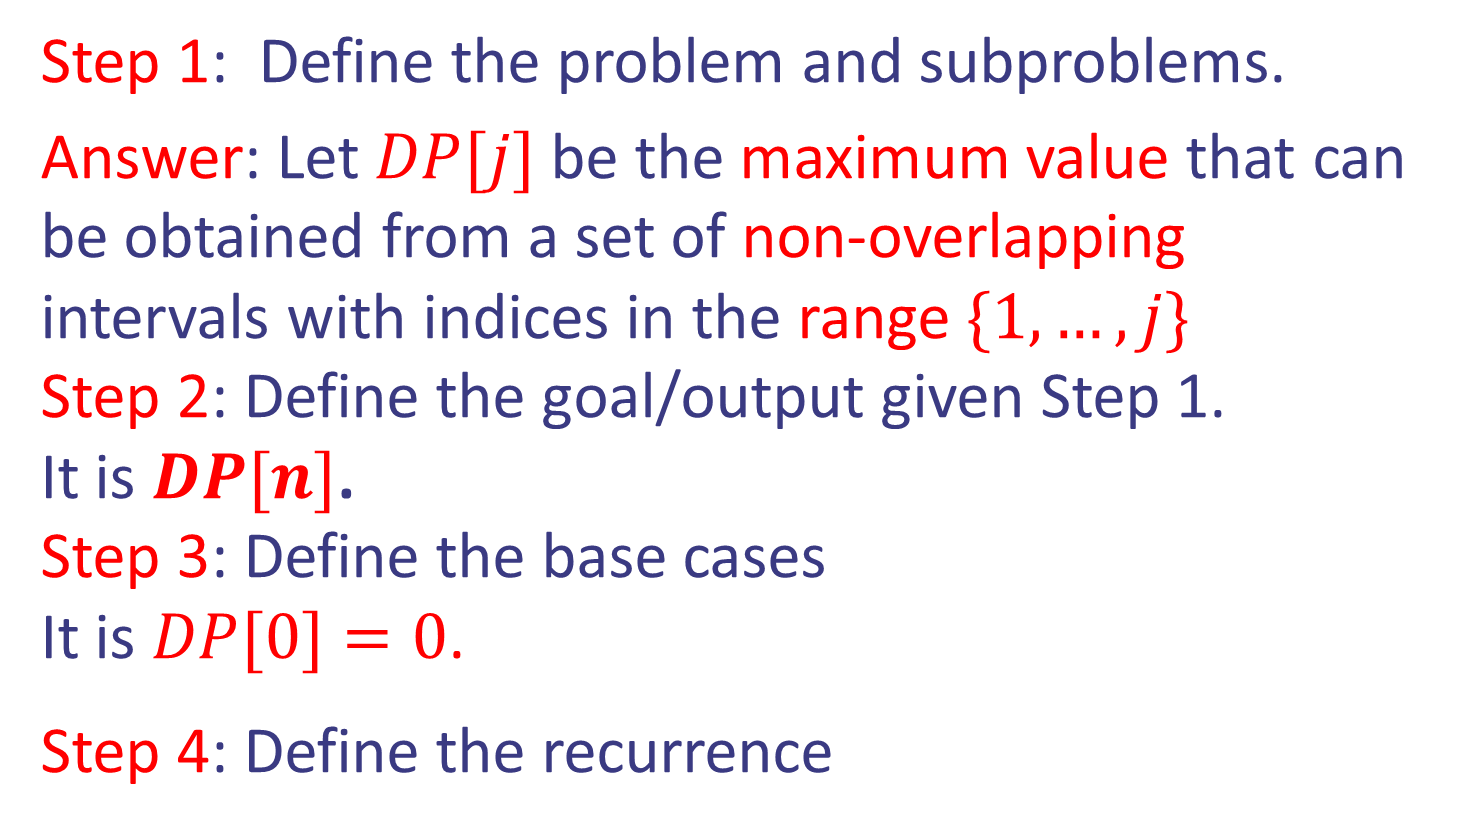 Step 1:  Define the problem and subproblems.
Answer: Let DP[j] be the maximum value that can
be obtained from a set of non-overlapping
intervals with indices in the range {1, … , j}
Step 2: Define the goal/output given Step 1.
It is DP[n].
Step 3: Define the base cases
It is DP[0] = 0.
Step 4: Define the recurrence